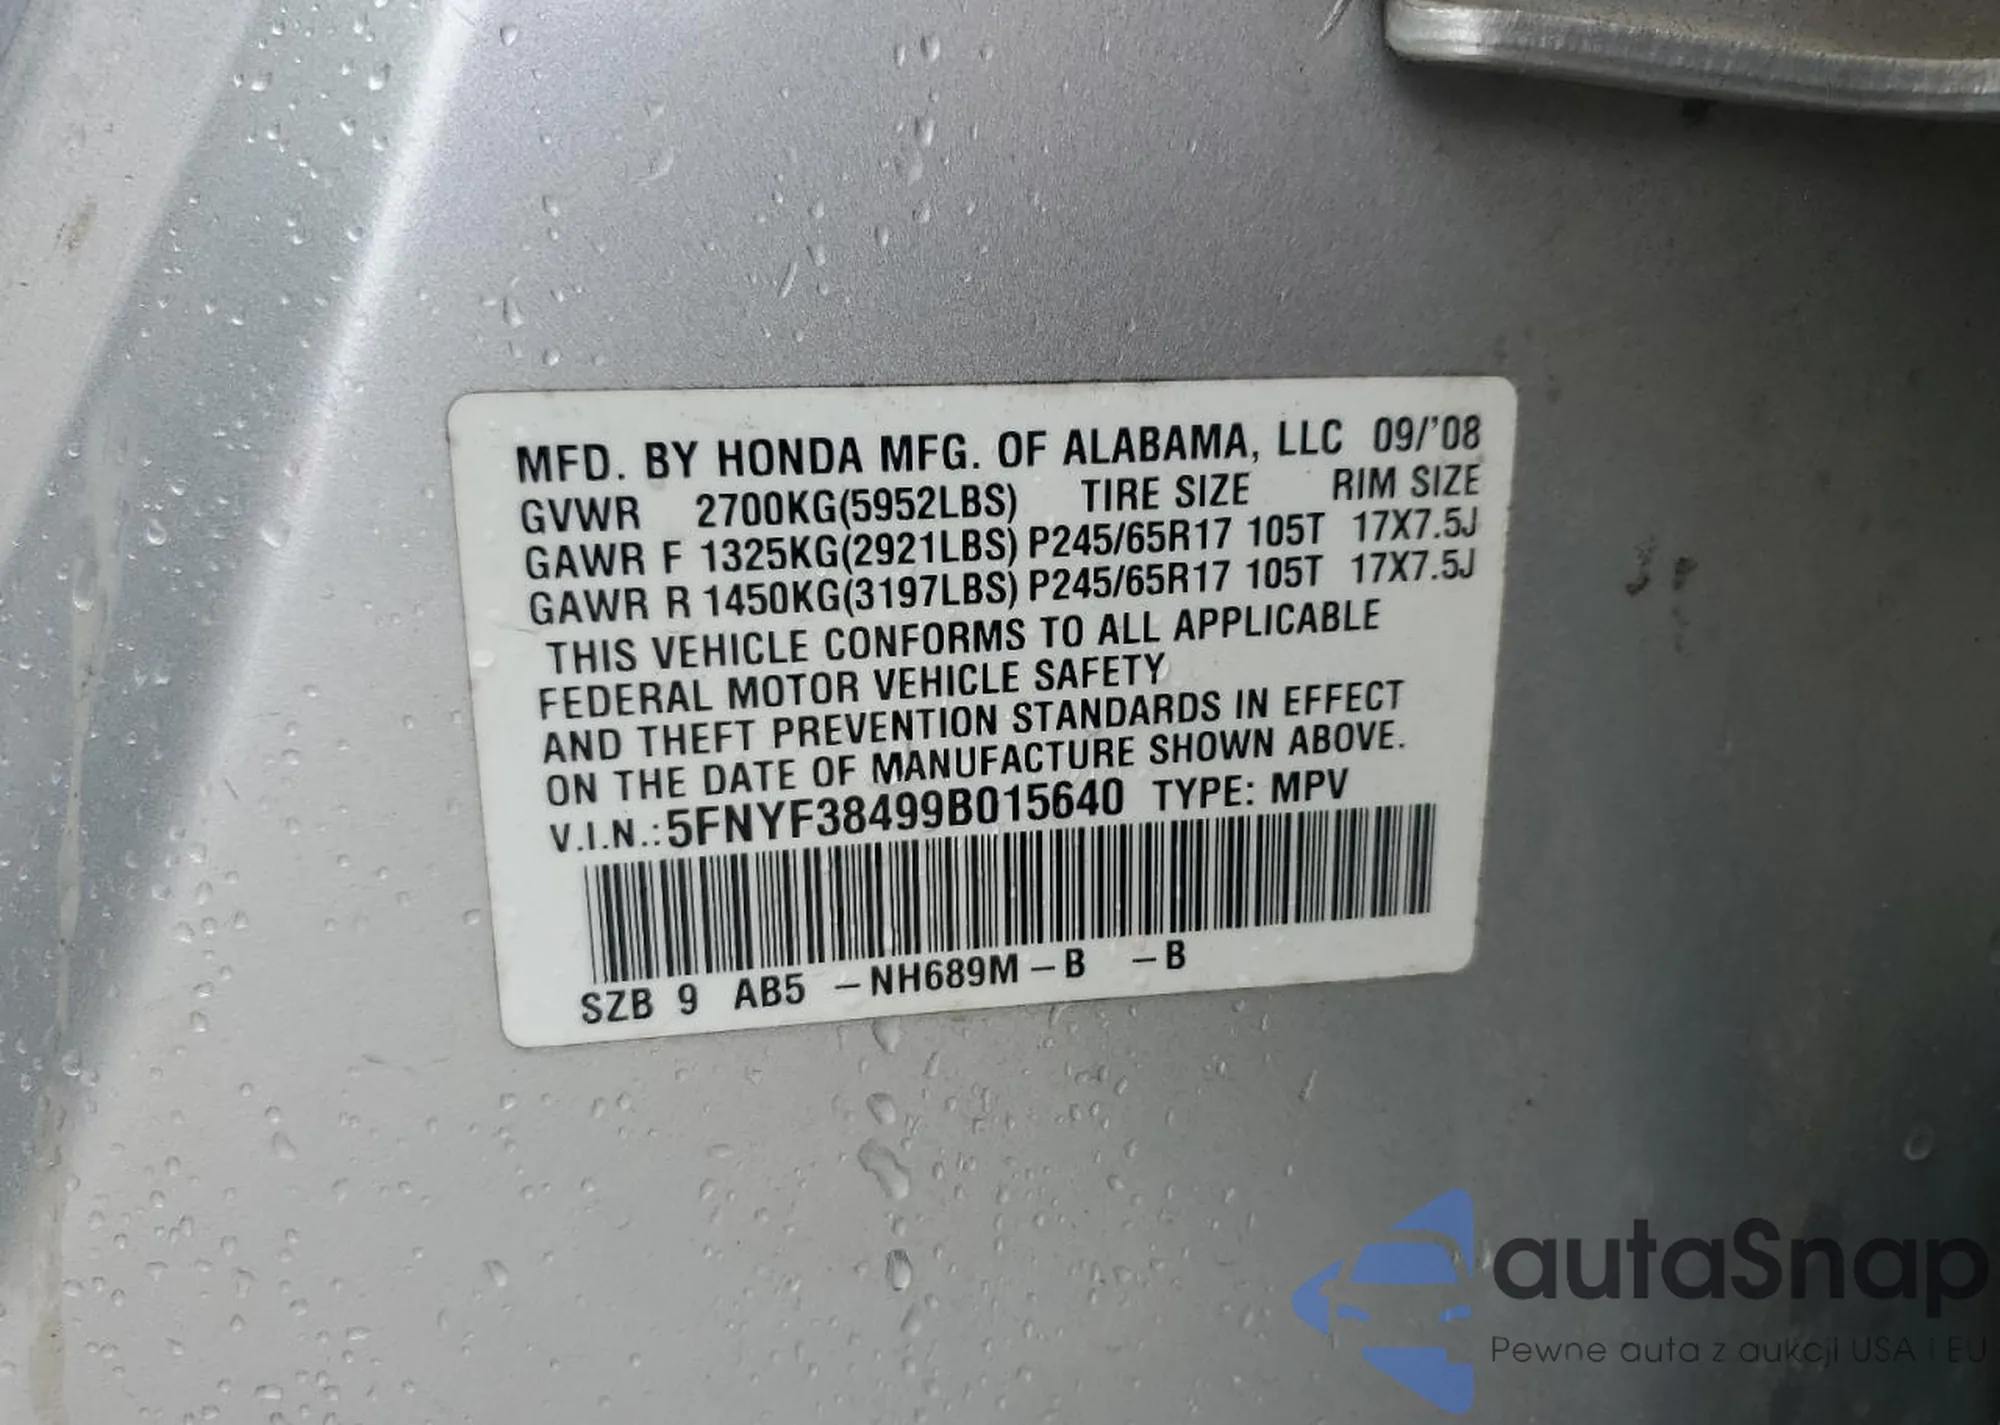 MFD. BY HONDA MFG. OF ALABAMA, LLC 09/'08
GVWR 2700KG(5952LBS) TIRE SIZE RIM SIZE
GAWR F 1325KG(2921LBS) P245/65R17 105T 17X7.5J
GAWR R 1450KG(3197LBS) P245/65R17 105T 17X7.5J
THIS VEHICLE CONFORMS TO ALL APPLICABLE
FEDERAL MOTOR VEHICLE SAFETY
AND THEFT PREVENTION STANDARDS IN EFFECT
ON THE DATE OF MANUFACTURE SHOWN ABOVE.
V.I.N.: 5FNYF38499B015640 TYPE: MPV
SZB 9 AB5 –NH689M–B –B
autaSnap
Pewne auta z aukcji USA i EU